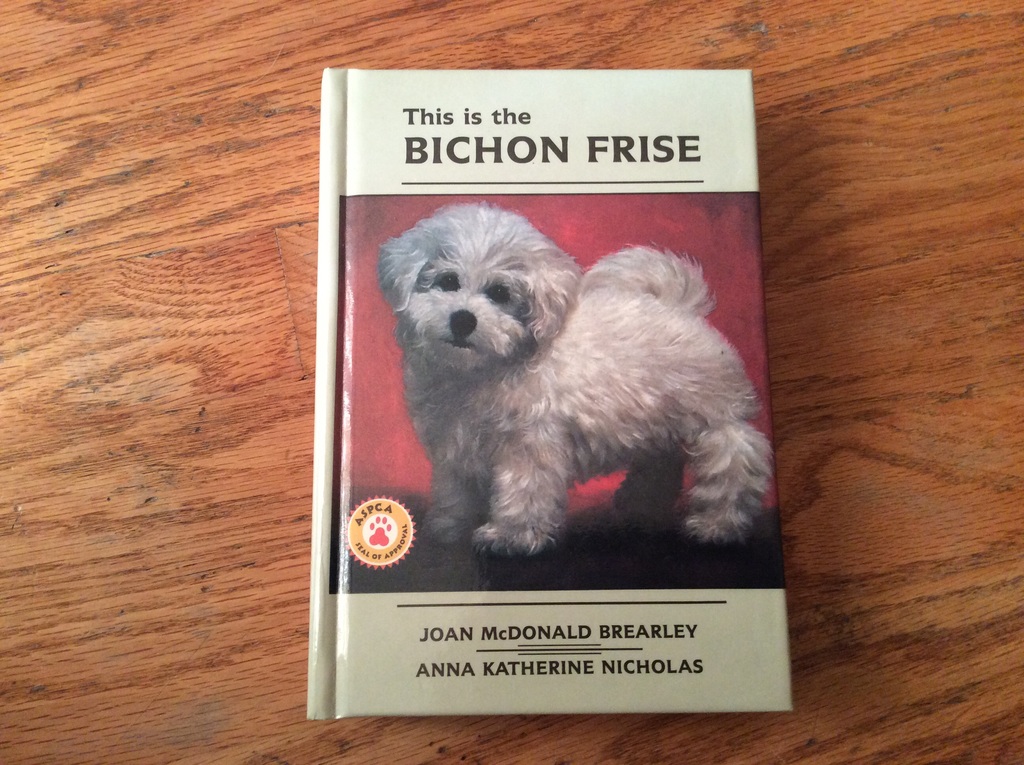 This is the
BICHON FRISE
ASPCA
SEAL OF APPROVAL
JOAN McDONALD BREARLEY
ANNA KATHERINE NICHOLAS